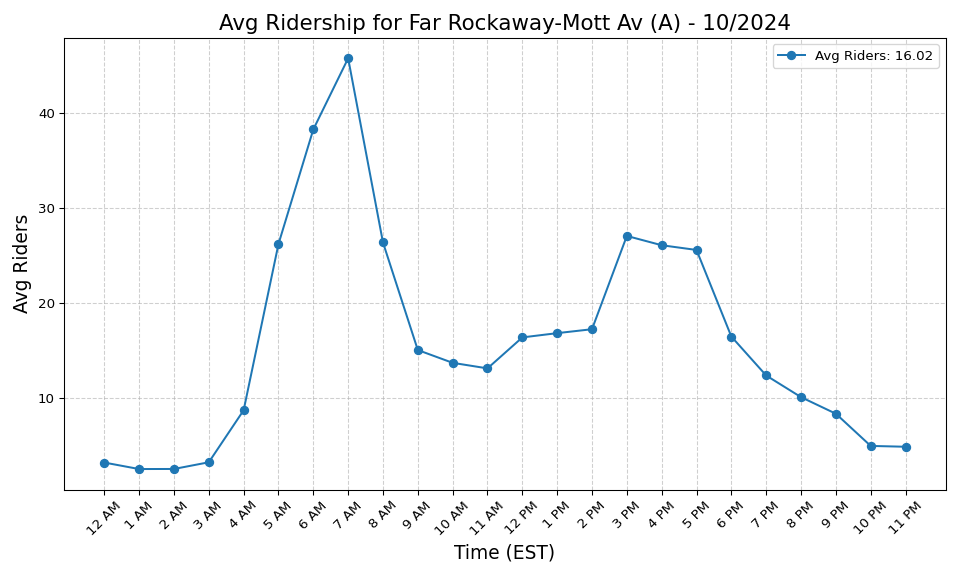 Avg Ridership for Far Rockaway-Mott Av (A) - 10/2024
Avg Riders: 16.02
Avg Riders
40
30
20
10
12 AM
1 AM
2 AM
3 AM
4 AM
5 AM
6 AM
7 AM
8 AM
9 AM
10 AM
11 AM
12 PM
1 PM
2 PM
3 PM
4 PM
5 PM
6 PM
7 PM
8 PM
9 PM
10 PM
11 PM
Time (EST)